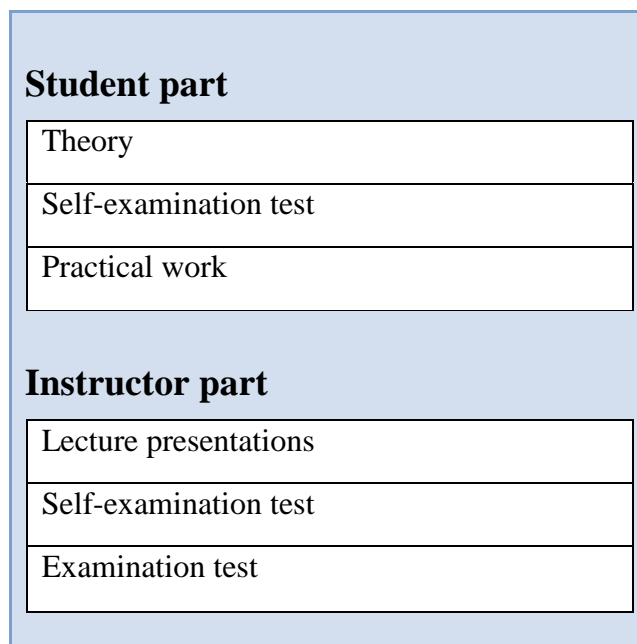 Student part
Theory
Self-examination test
Practical work
Instructor part
Lecture presentations
Self-examination test
Examination test